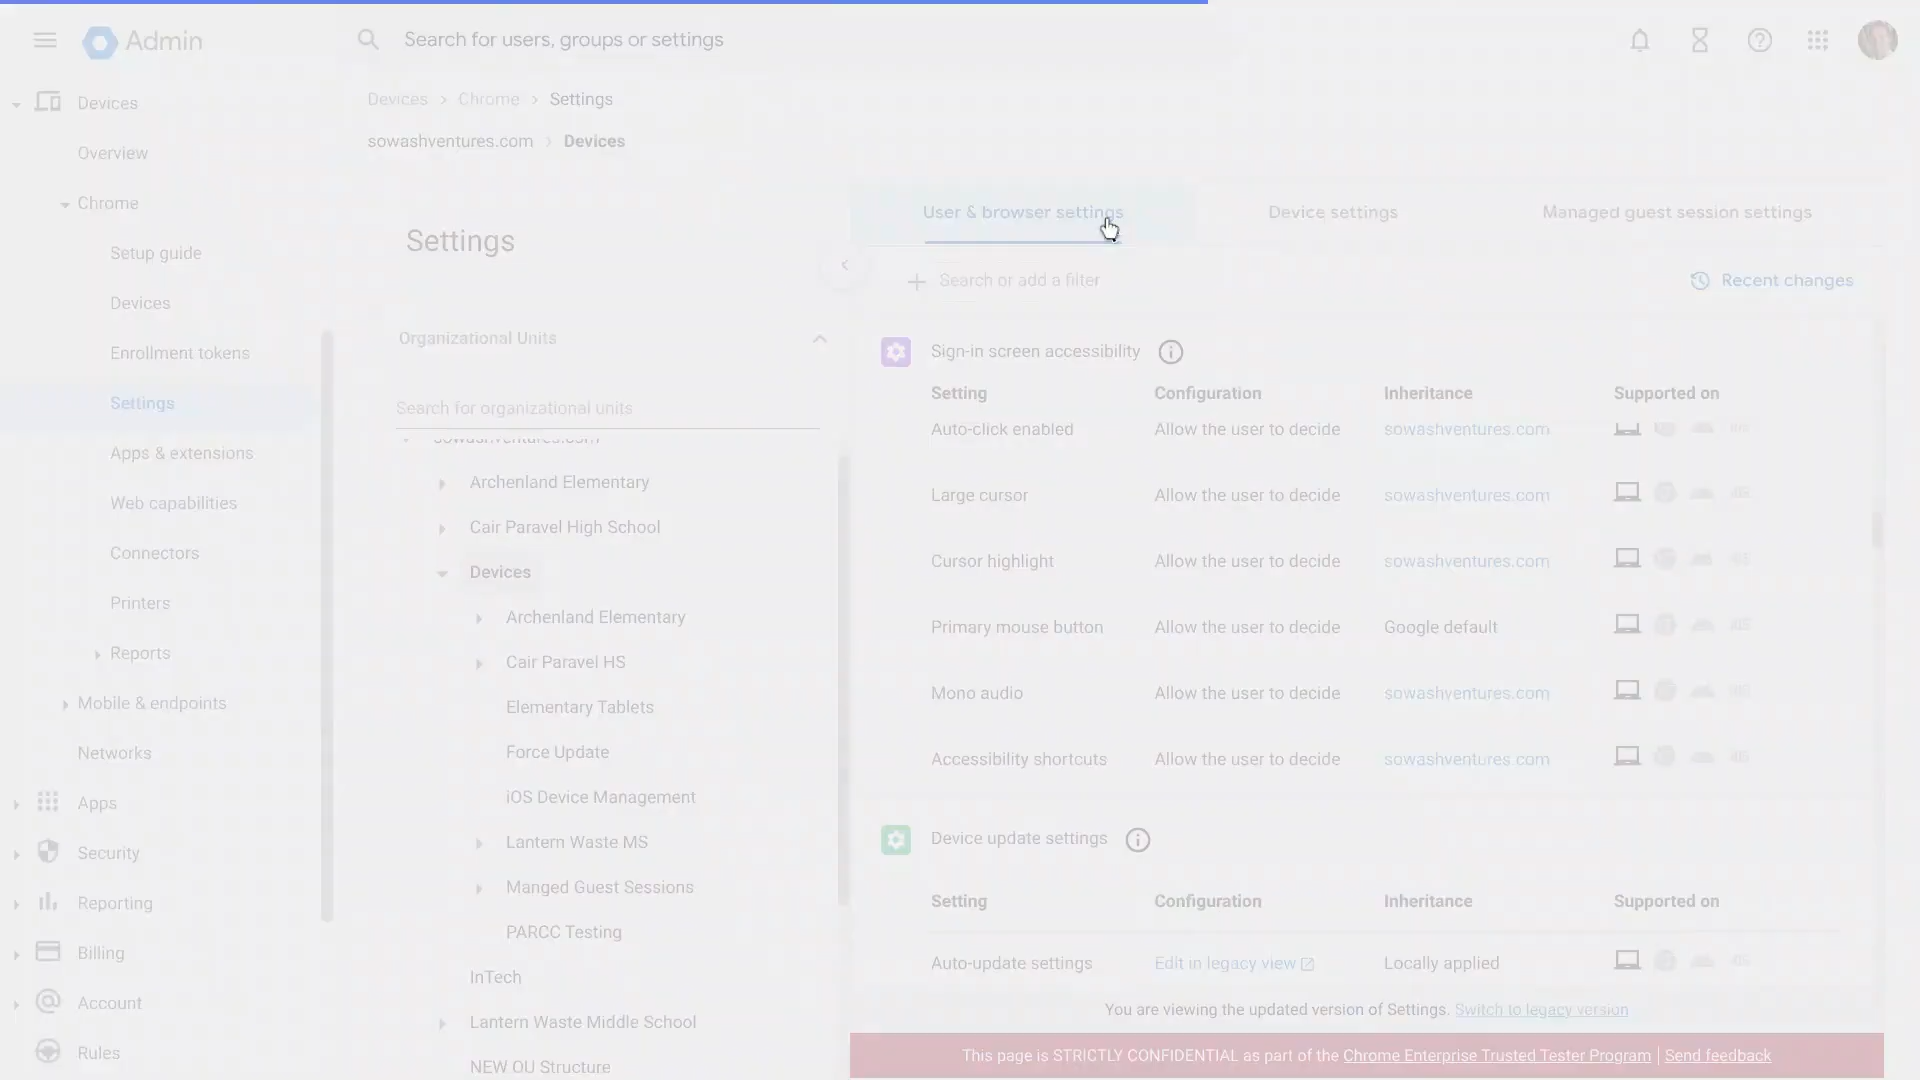 Admin
Search for users, groups or settings
Devices
Overview
Chrome
Setup guide
Devices
Enrollment tokens
Settings
Apps & extensions
Web capabilities
Connectors
Printers
Reports
Mobile & endpoints
Networks
Apps
Security
Reporting
Billing
Account
Rules
Devices > Chrome > Settings
sowashventures.com > Devices
Settings
Organizational Units
Search for organizational units
sowashventures.com
Archenland Elementary
Cair Paravel High School
Devices
Archenland Elementary
Cair Paravel HS
Elementary Tablets
Force Update
iOS Device Management
Lantern Waste MS
Manged Guest Sessions
PARCC Testing
InTech
Lantern Waste Middle School
NEW OU Structure
User & browser settings Device settings Managed guest session settings
Search or add a filter Recent changes
Sign-in screen accessibility
Setting Configuration Inheritance Supported on
Auto-click enabled Allow the user to decide sowashventures.com
Large cursor Allow the user to decide sowashventures.com iOS
Cursor highlight Allow the user to decide sowashventures.com iOS
Primary mouse button Allow the user to decide Google default iOS
Mono audio Allow the user to decide sowashventures.com iOS
Accessibility shortcuts Allow the user to decide sowashventures.com iOS
Device update settings
Setting Configuration Inheritance Supported on
Auto-update settings Edit in legacy view Locally applied iOS
You are viewing the updated version of Settings. Switch to legacy version
This page is STRICTLY CONFIDENTIAL as part of the Chrome Enterprise Trusted Tester Program | Send feedback